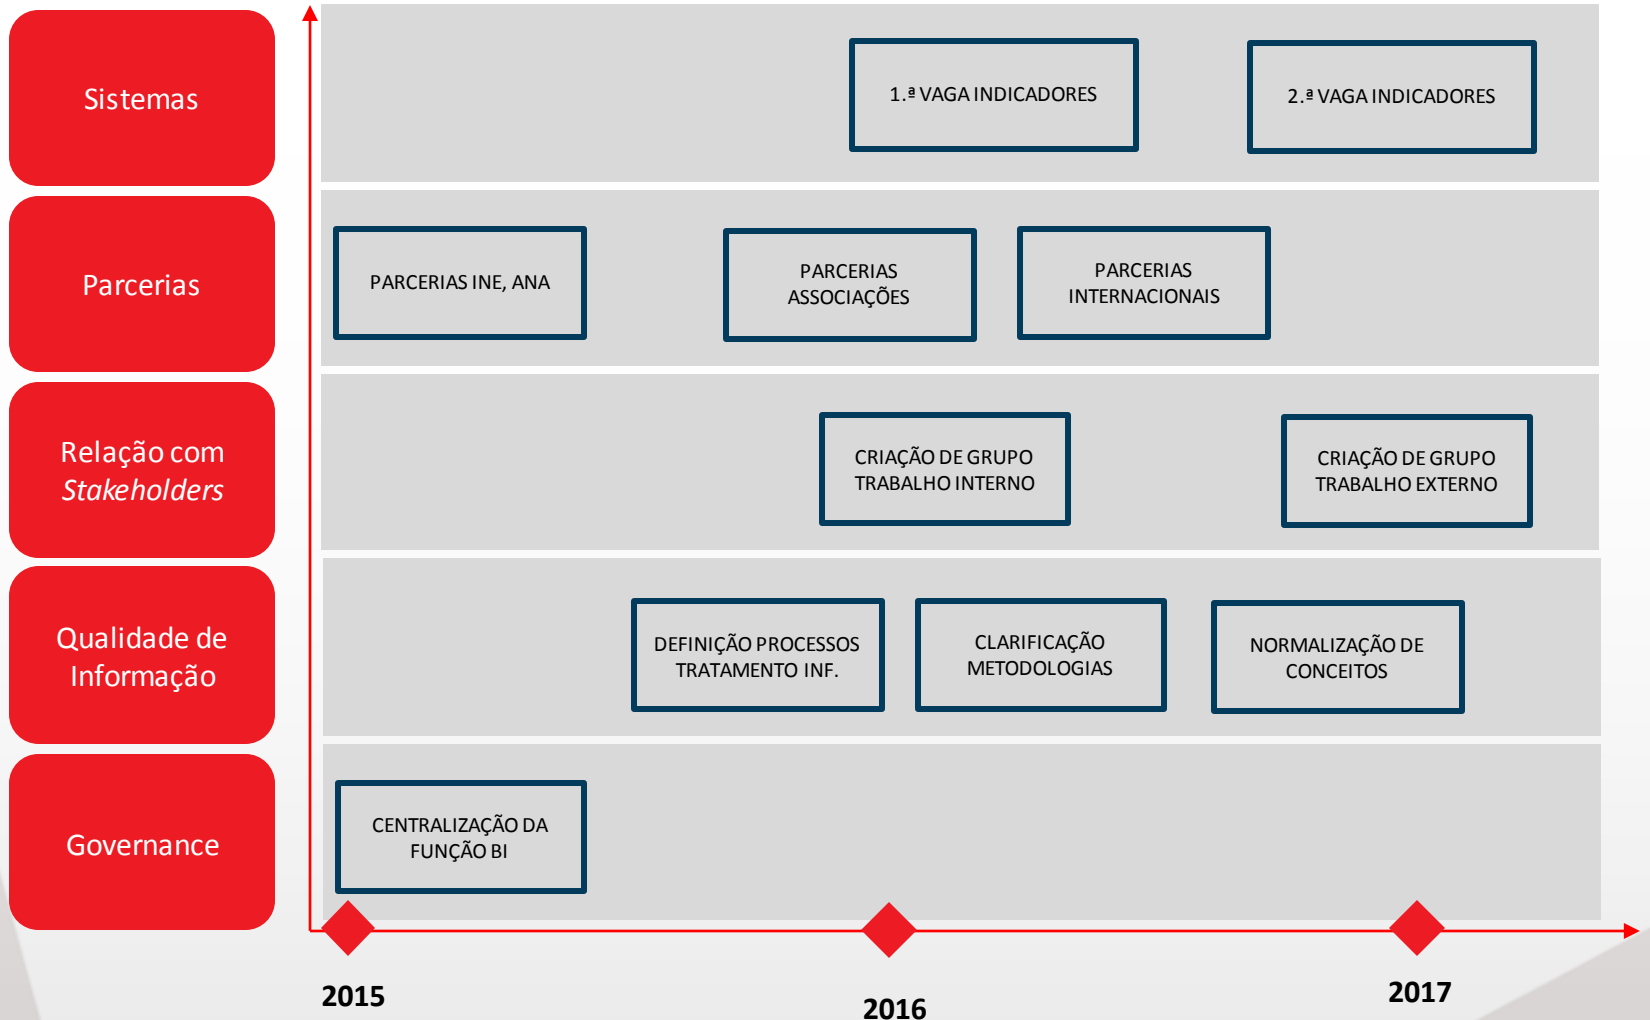 Sistemas
1.ª VAGA INDICADORES
2.ª VAGA INDICADORES
Parcerias
PARCERIAS INE, ANA
PARCERIAS
ASSOCIAÇÕES
PARCERIAS
INTERNACIONAIS
Relação com
Stakeholders
CRIAÇÃO DE GRUPO
TRABALHO INTERNO
CRIAÇÃO DE GRUPO
TRABALHO EXTERNO
Qualidade de
Informação
DEFINIÇÃO PROCESSOS
TRATAMENTO INF.
CLARIFICAÇÃO
METODOLOGIAS
NORMALIZAÇÃO DE
CONCEITOS
Governance
CENTRALIZAÇÃO DA
FUNÇÃO BI
2015
2016
2017